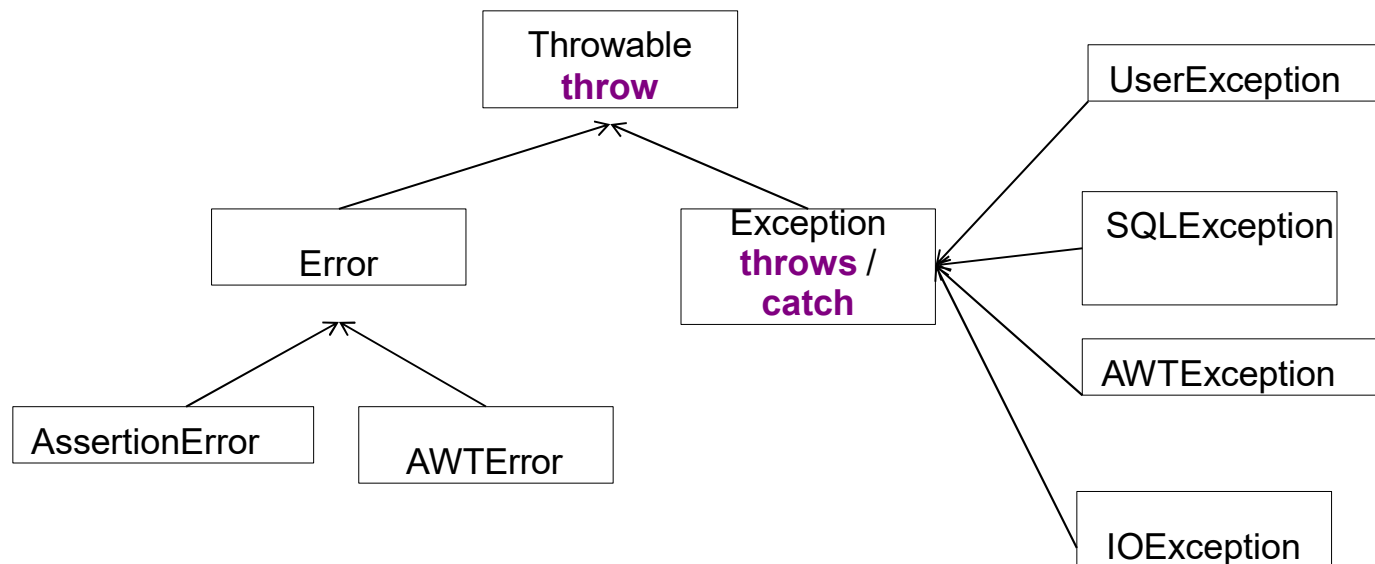 Throwable
throw
UserException
Exception
throws /
catch
SQLException
Error
AWTException
AssertionError
AWTError
IOException